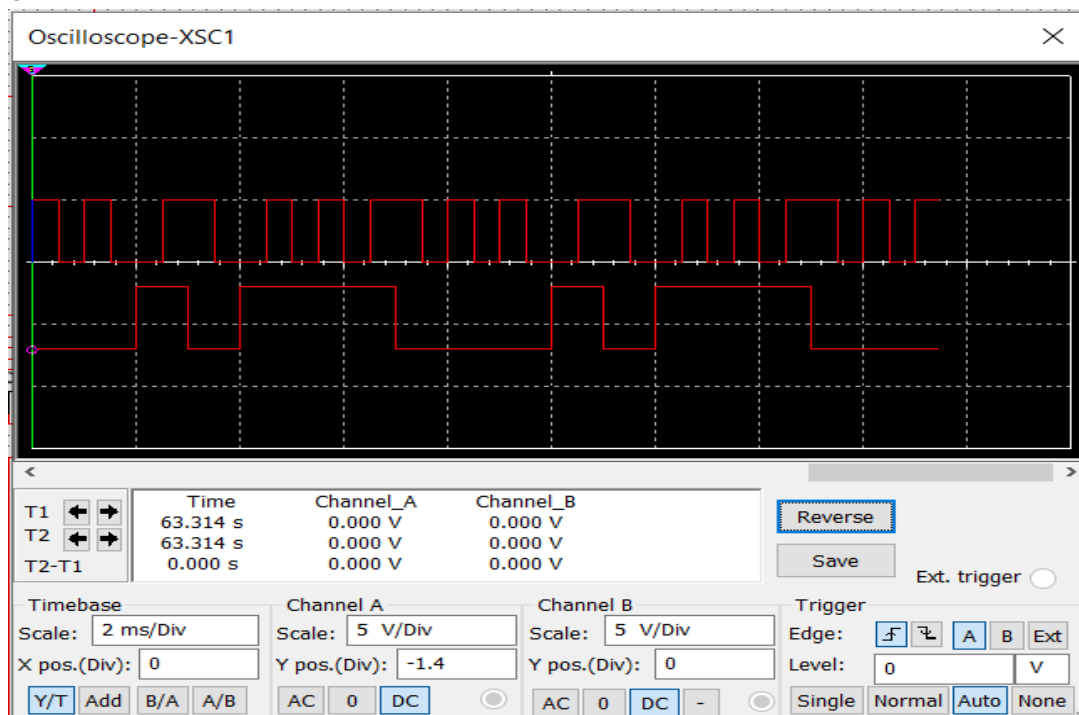 Oscilloscope-XSC1
T1
T2
T2-T1
Time Channel_A Channel_B
63.314 s 0.000 V 0.000 V
63.314 s 0.000 V 0.000 V
0.000 s 0.000 V 0.000 V
Reverse
Save
Ext. trigger
Timebase
Scale: 2 ms/Div
X pos.(Div): 0
Y/T Add B/A A/B
Channel A
Scale: 5 V/Div
Y pos.(Div): -1.4
AC 0 DC
Channel B
Scale: 5 V/Div
Y pos.(Div): 0
AC 0 DC -
Trigger
Edge: A B Ext
Level: 0 V
Single Normal Auto None